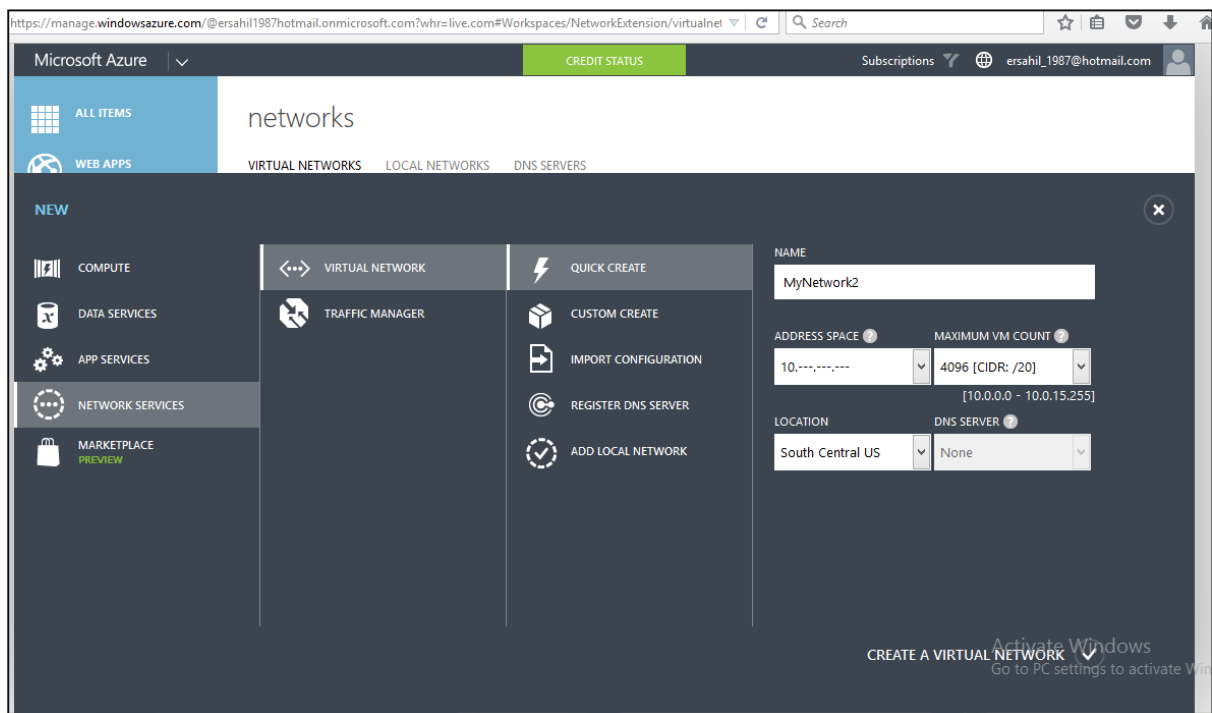 https://manage.windowsazure.com/@ersahil1987hotmail.onmicrosoft.com?whr=live.com#Workspaces/NetworkExtension/virtualnet
Search
Microsoft Azure
CREDIT STATUS
Subscriptions
ersahil_1987@hotmail.com
ALL ITEMS
WEB APPS
networks
VIRTUAL NETWORKS LOCAL NETWORKS DNS SERVERS
NEW
COMPUTE
DATA SERVICES
APP SERVICES
NETWORK SERVICES
MARKETPLACE
PREVIEW
VIRTUAL NETWORK
TRAFFIC MANAGER
QUICK CREATE
CUSTOM CREATE
IMPORT CONFIGURATION
REGISTER DNS SERVER
ADD LOCAL NETWORK
NAME
MyNetwork2
ADDRESS SPACE ? MAXIMUM VM COUNT ?
10.---.---.--- 4096 [CIDR: /20]
[10.0.0.0 - 10.0.15.255]
LOCATION DNS SERVER ?
South Central US None
CREATE A VIRTUAL NETWORK
Activate Windows
Go to PC settings to activate Win